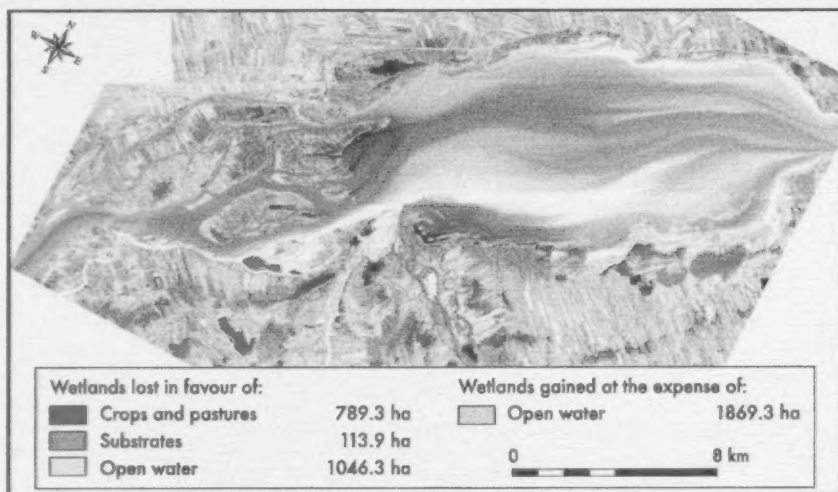 N
W
E
S
Wetlands lost in favour of:
Crops and pastures 789.3 ha
Substrates 113.9 ha
Open water 1046.3 ha
Wetlands gained at the expense of:
Open water 1869.3 ha
0 8 km